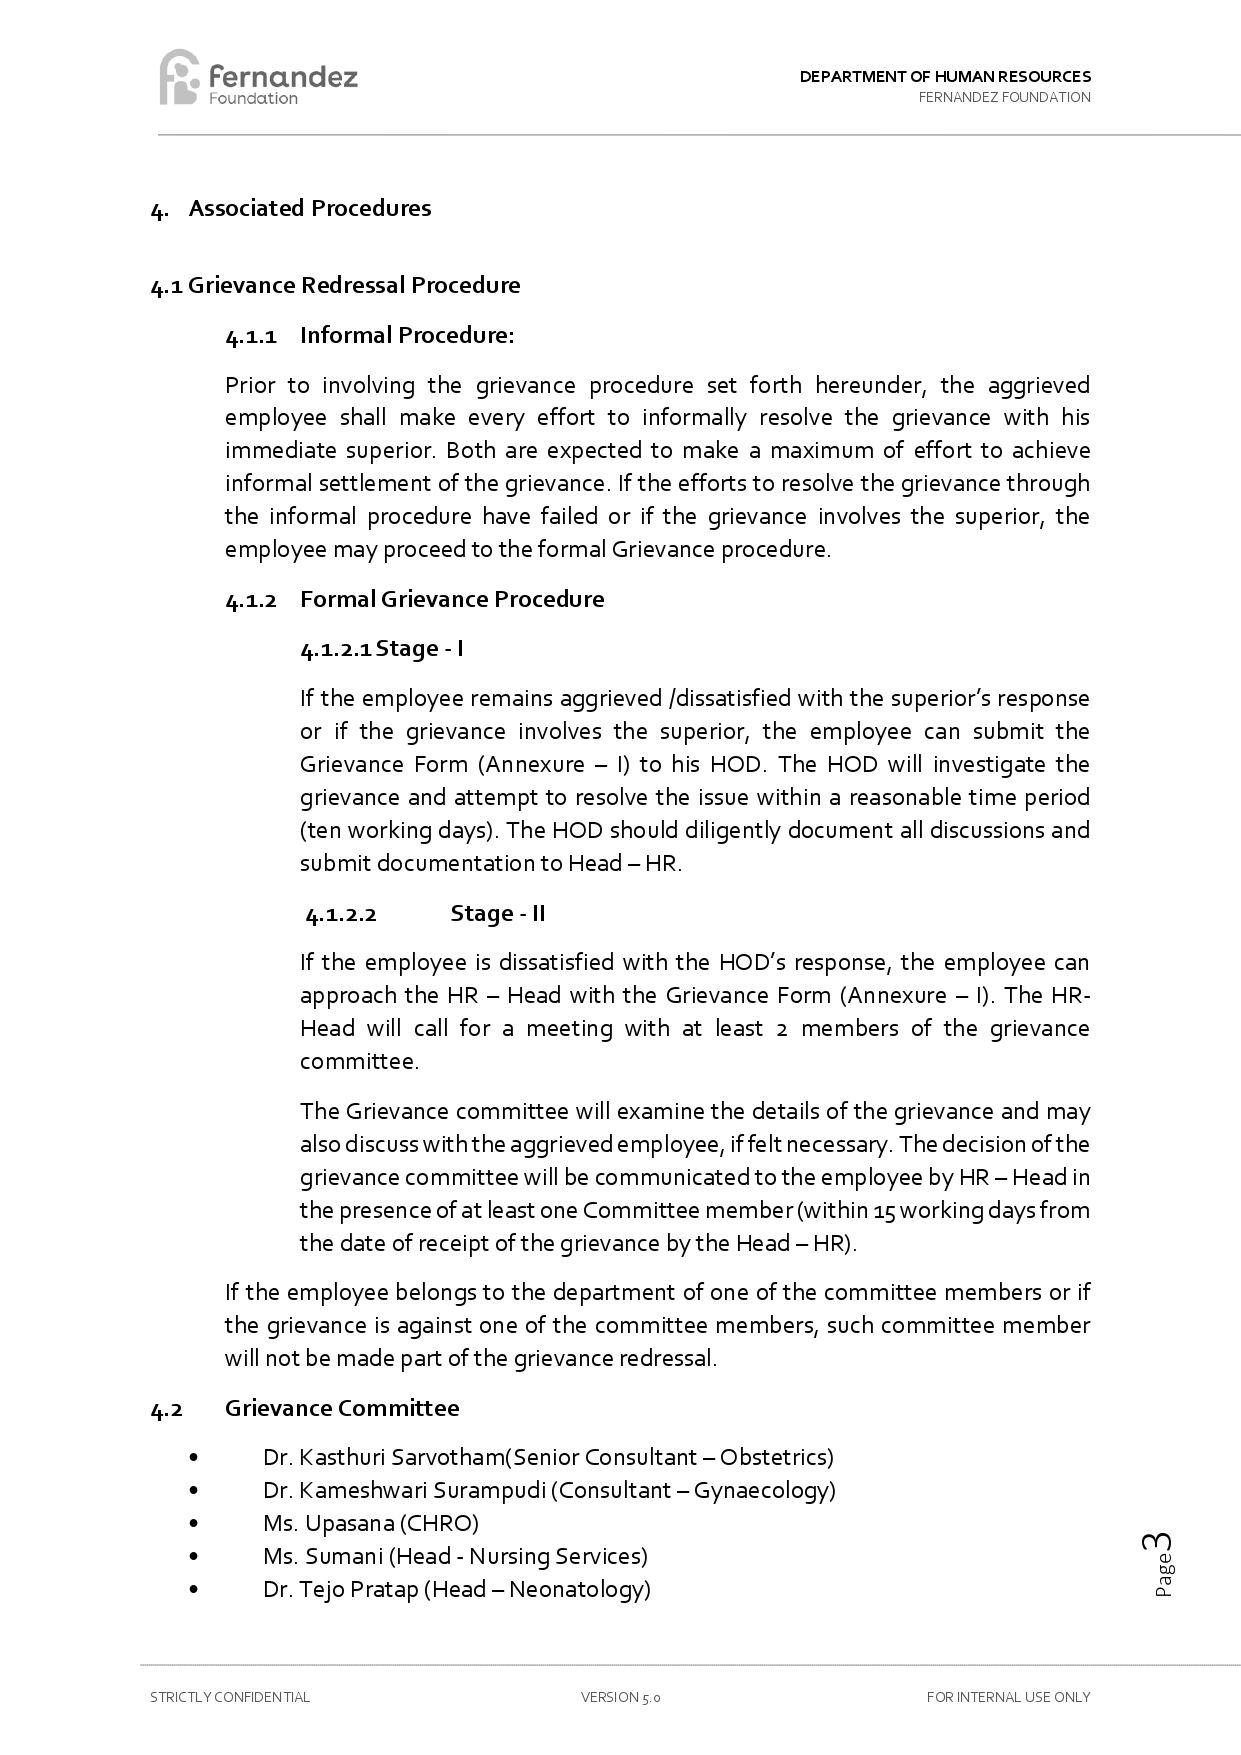 fernandez
Foundation
DEPARTMENT OF HUMAN RESOURCES
FERNANDEZ FOUNDATION
4. Associated Procedures
4.1 Grievance Redressal Procedure
4.1.1 Informal Procedure:
Prior to involving the grievance procedure set forth hereunder, the aggrieved
employee shall make every effort to informally resolve the grievance with his
immediate superior. Both are expected to make a maximum of effort to achieve
informal settlement of the grievance. If the efforts to resolve the grievance through
the informal procedure have failed or if the grievance involves the superior, the
employee may proceed to the formal Grievance procedure.
4.1.2 Formal Grievance Procedure
4.1.2.1 Stage - I
If the employee remains aggrieved /dissatisfied with the superior’s response
or if the grievance involves the superior, the employee can submit the
Grievance Form (Annexure – I) to his HOD. The HOD will investigate the
grievance and attempt to resolve the issue within a reasonable time period
(ten working days). The HOD should diligently document all discussions and
submit documentation to Head – HR.
4.1.2.2 Stage - II
If the employee is dissatisfied with the HOD’s response, the employee can
approach the HR – Head with the Grievance Form (Annexure – I). The HR-
Head will call for a meeting with at least 2 members of the grievance
committee.
The Grievance committee will examine the details of the grievance and may
also discuss with the aggrieved employee, if felt necessary. The decision of the
grievance committee will be communicated to the employee by HR – Head in
the presence of at least one Committee member (within 15 working days from
the date of receipt of the grievance by the Head – HR).
If the employee belongs to the department of one of the committee members or if
the grievance is against one of the committee members, such committee member
will not be made part of the grievance redressal.
4.2 Grievance Committee
• Dr. Kasthuri Sarvotham(Senior Consultant – Obstetrics)
• Dr. Kameshwari Surampudi (Consultant – Gynaecology)
• Ms. Upasana (CHRO)
• Ms. Sumani (Head - Nursing Services)
• Dr. Tejo Pratap (Head – Neonatology)
Page3
STRICTLY CONFIDENTIAL VERSION 5.0 FOR INTERNAL USE ONLY